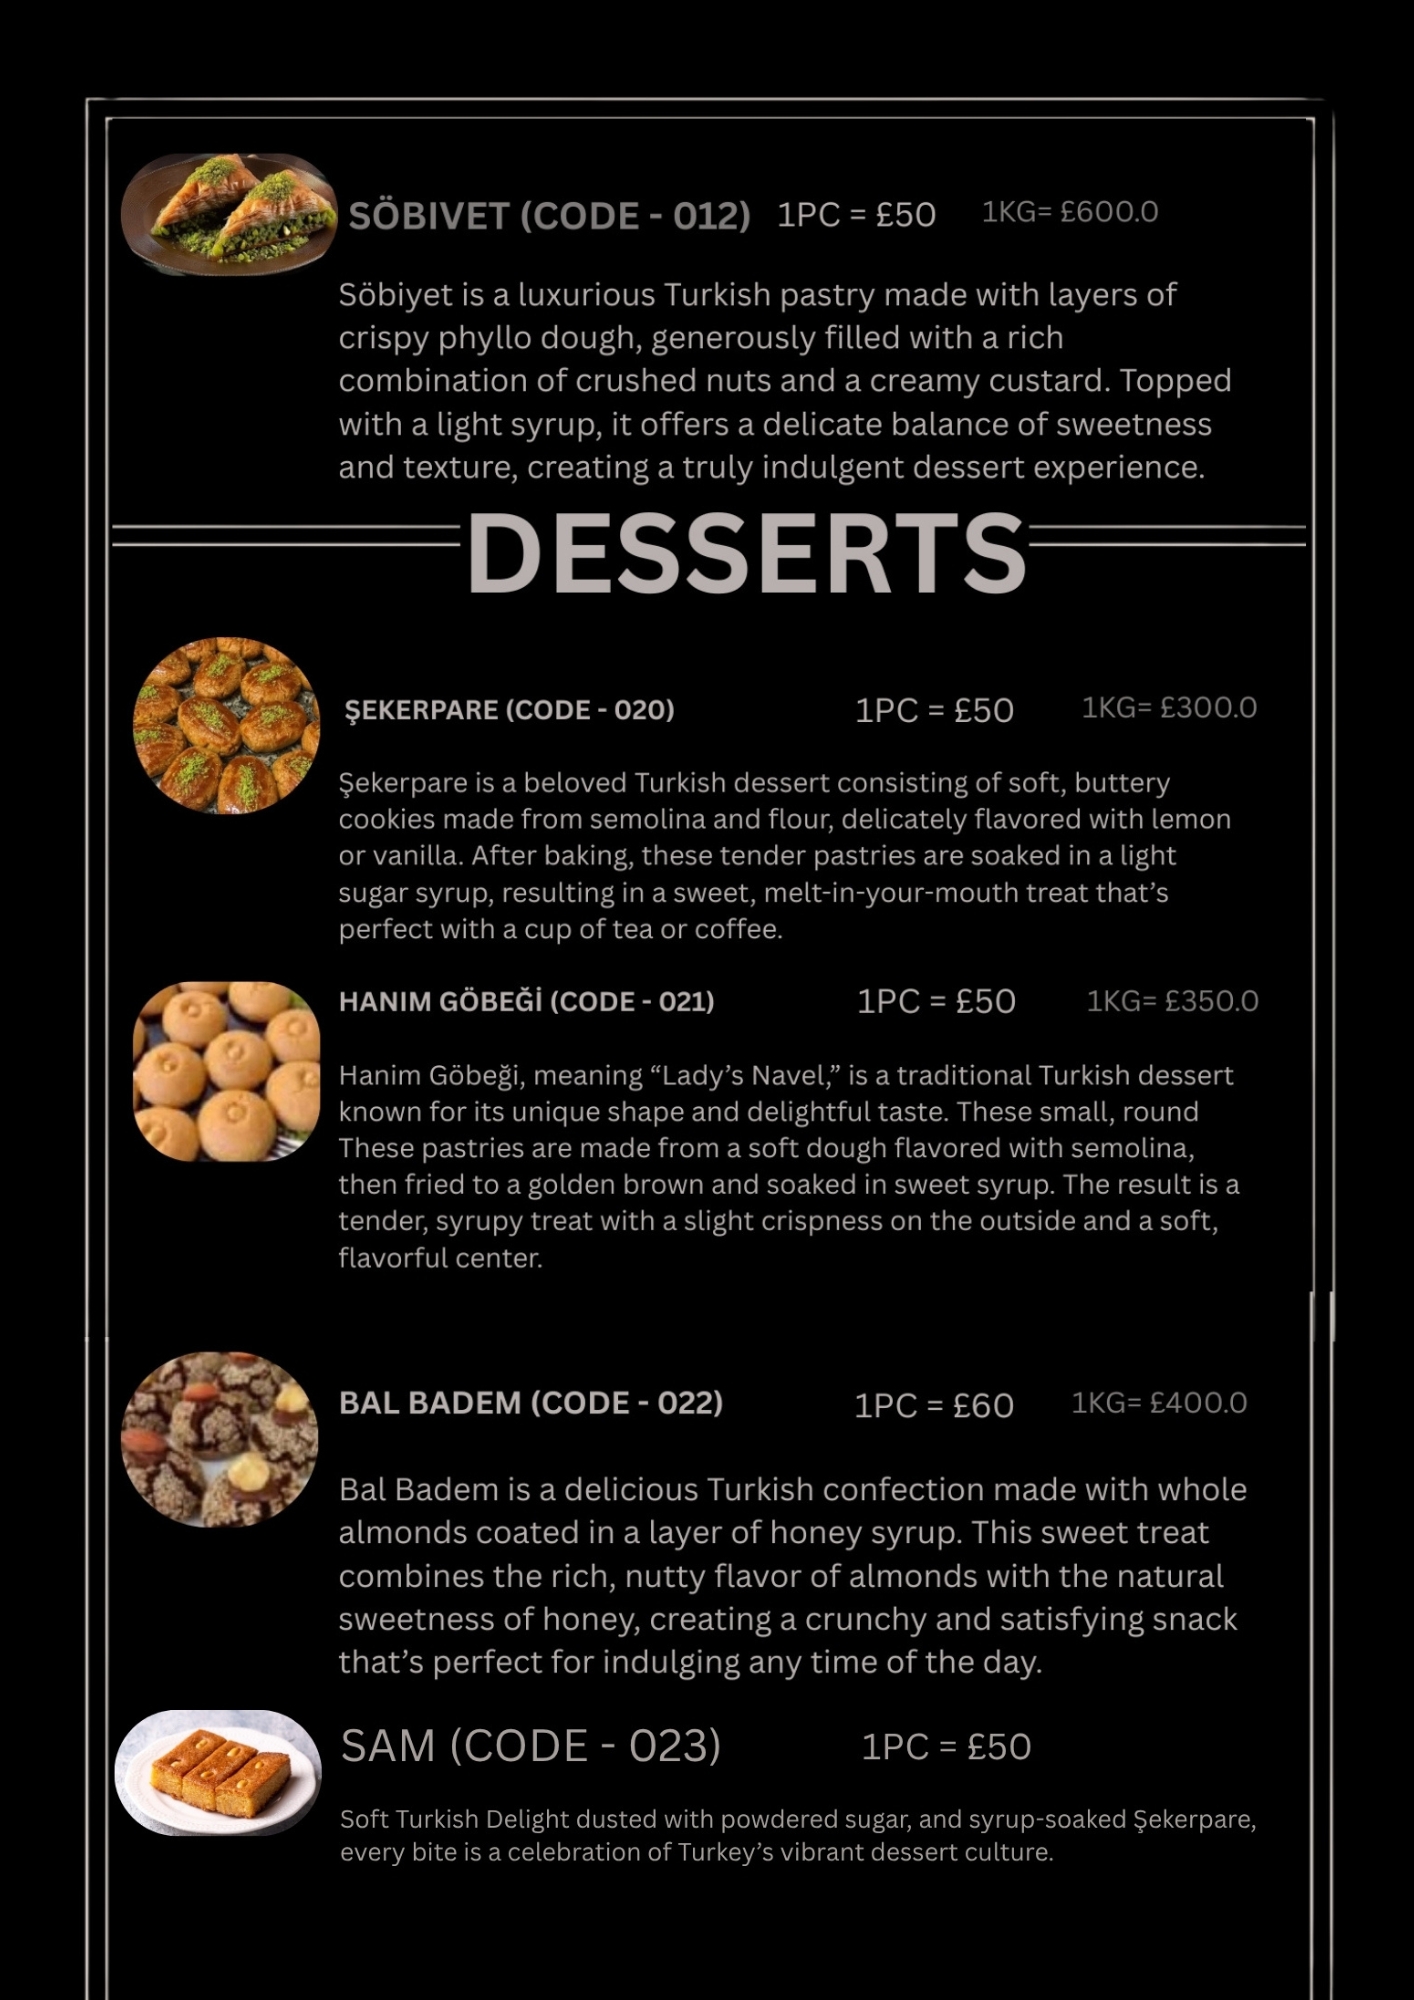 SÖBIVET (CODE - 012) 1PC = £50 1KG= £600.0
Söbiyet is a luxurious Turkish pastry made with layers of
crispy phyllo dough, generously filled with a rich
combination of crushed nuts and a creamy custard. Topped
with a light syrup, it offers a delicate balance of sweetness
and texture, creating a truly indulgent dessert experience.
DESSERTS
ŞEKERPARE (CODE - 020) 1PC = £50 1KG= £300.0
Şekerpare is a beloved Turkish dessert consisting of soft, buttery
cookies made from semolina and flour, delicately flavored with lemon
or vanilla. After baking, these tender pastries are soaked in a light
sugar syrup, resulting in a sweet, melt-in-your-mouth treat that’s
perfect with a cup of tea or coffee.
HANIM GÖBEĞİ (CODE - 021) 1PC = £50 1KG= £350.0
Hanim Göbeği, meaning “Lady’s Navel,” is a traditional Turkish dessert
known for its unique shape and delightful taste. These small, round
These pastries are made from a soft dough flavored with semolina,
then fried to a golden brown and soaked in sweet syrup. The result is a
tender, syrupy treat with a slight crispness on the outside and a soft,
flavorful center.
BAL BADEM (CODE - 022) 1PC = £60 1KG= £400.0
Bal Badem is a delicious Turkish confection made with whole
almonds coated in a layer of honey syrup. This sweet treat
combines the rich, nutty flavor of almonds with the natural
sweetness of honey, creating a crunchy and satisfying snack
that’s perfect for indulging any time of the day.
SAM (CODE - 023) 1PC = £50
Soft Turkish Delight dusted with powdered sugar, and syrup-soaked Şekerpare,
every bite is a celebration of Turkey’s vibrant dessert culture.